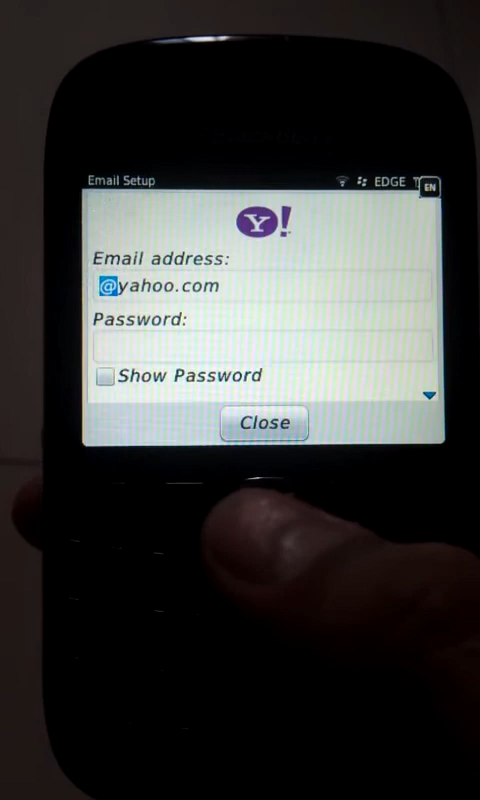 Email Setup EDGE EN
Y!
Email address:
@yahoo.com
Password:
Show Password
Close